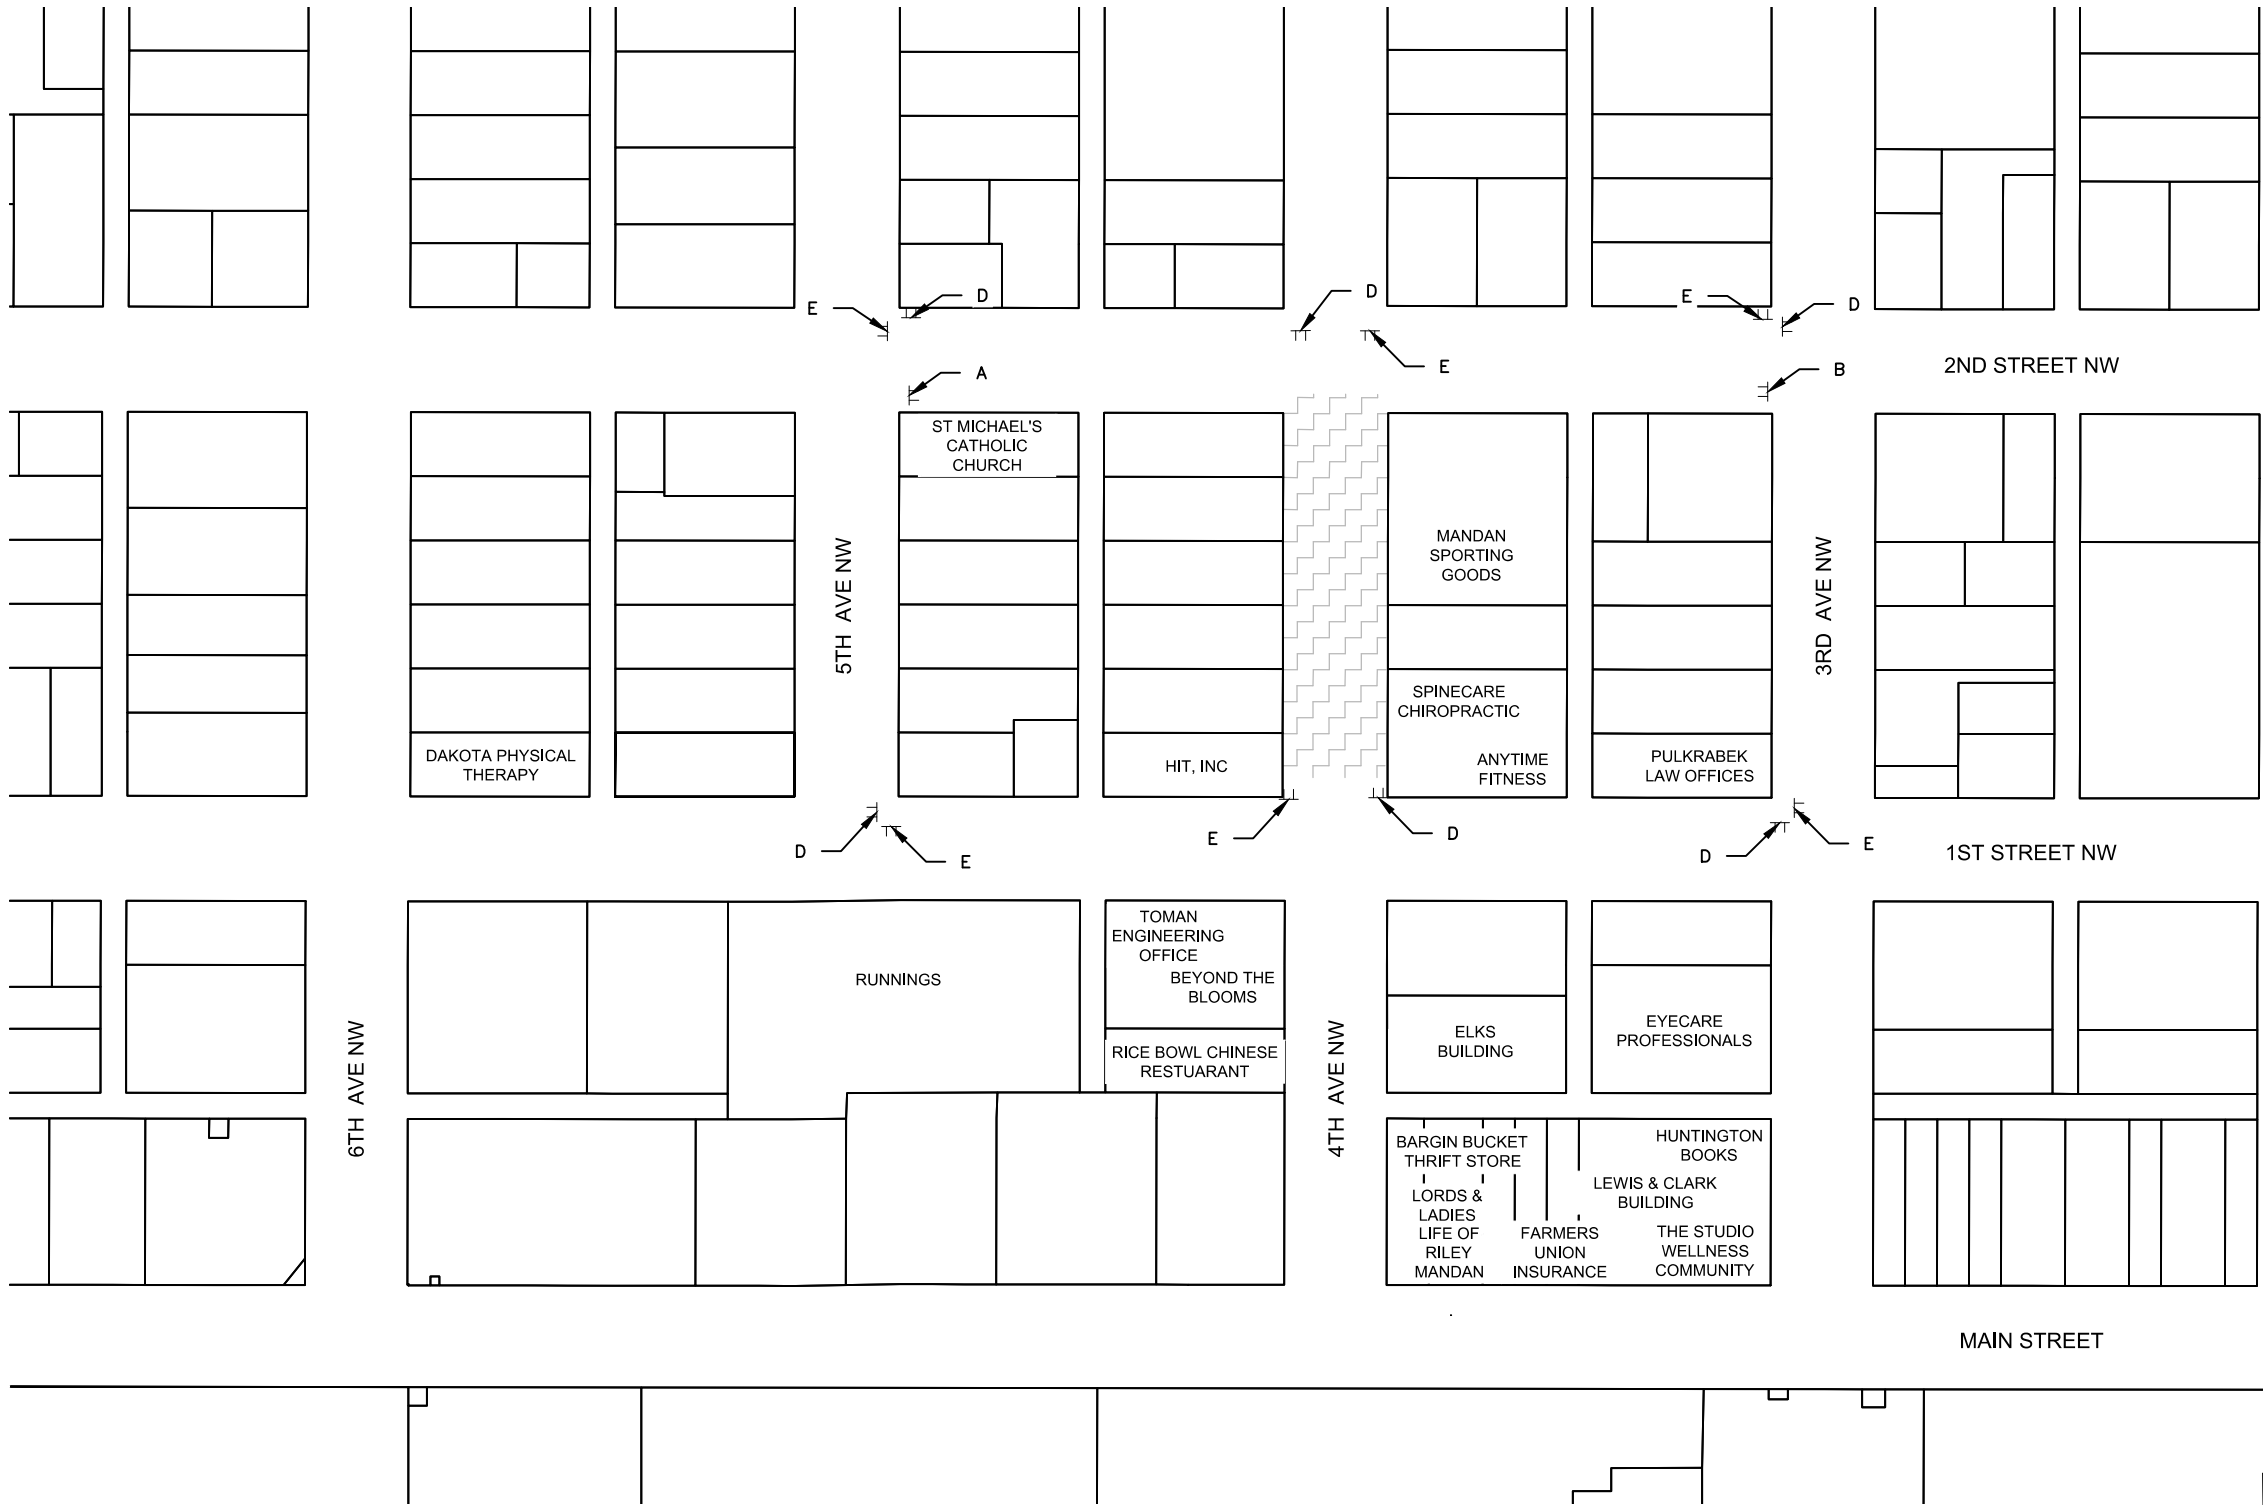 E
D
D
E
D
E
2ND STREET NW
A
B
ST MICHAEL'S
CATHOLIC
CHURCH
5TH AVE NW
MANDAN
SPORTING
GOODS
3RD AVE NW
SPINECARE
CHIROPRACTIC
DAKOTA PHYSICAL
THERAPY
HIT, INC
ANYTIME
FITNESS
PULKRABEK
LAW OFFICES
D
E
E
D
D
E
1ST STREET NW
TOMAN
ENGINEERING
OFFICE
BEYOND THE
BLOOMS
RUNNINGS
6TH AVE NW
RICE BOWL CHINESE
RESTUARANT
4TH AVE NW
ELKS
BUILDING
EYECARE
PROFESSIONALS
BARGIN BUCKET
THRIFT STORE
HUNTINGTON
BOOKS
LORDS &
LADIES
LIFE OF
RILEY
MANDAN
LEWIS & CLARK
BUILDING
FARMERS
UNION
INSURANCE
THE STUDIO
WELLNESS
COMMUNITY
MAIN STREET